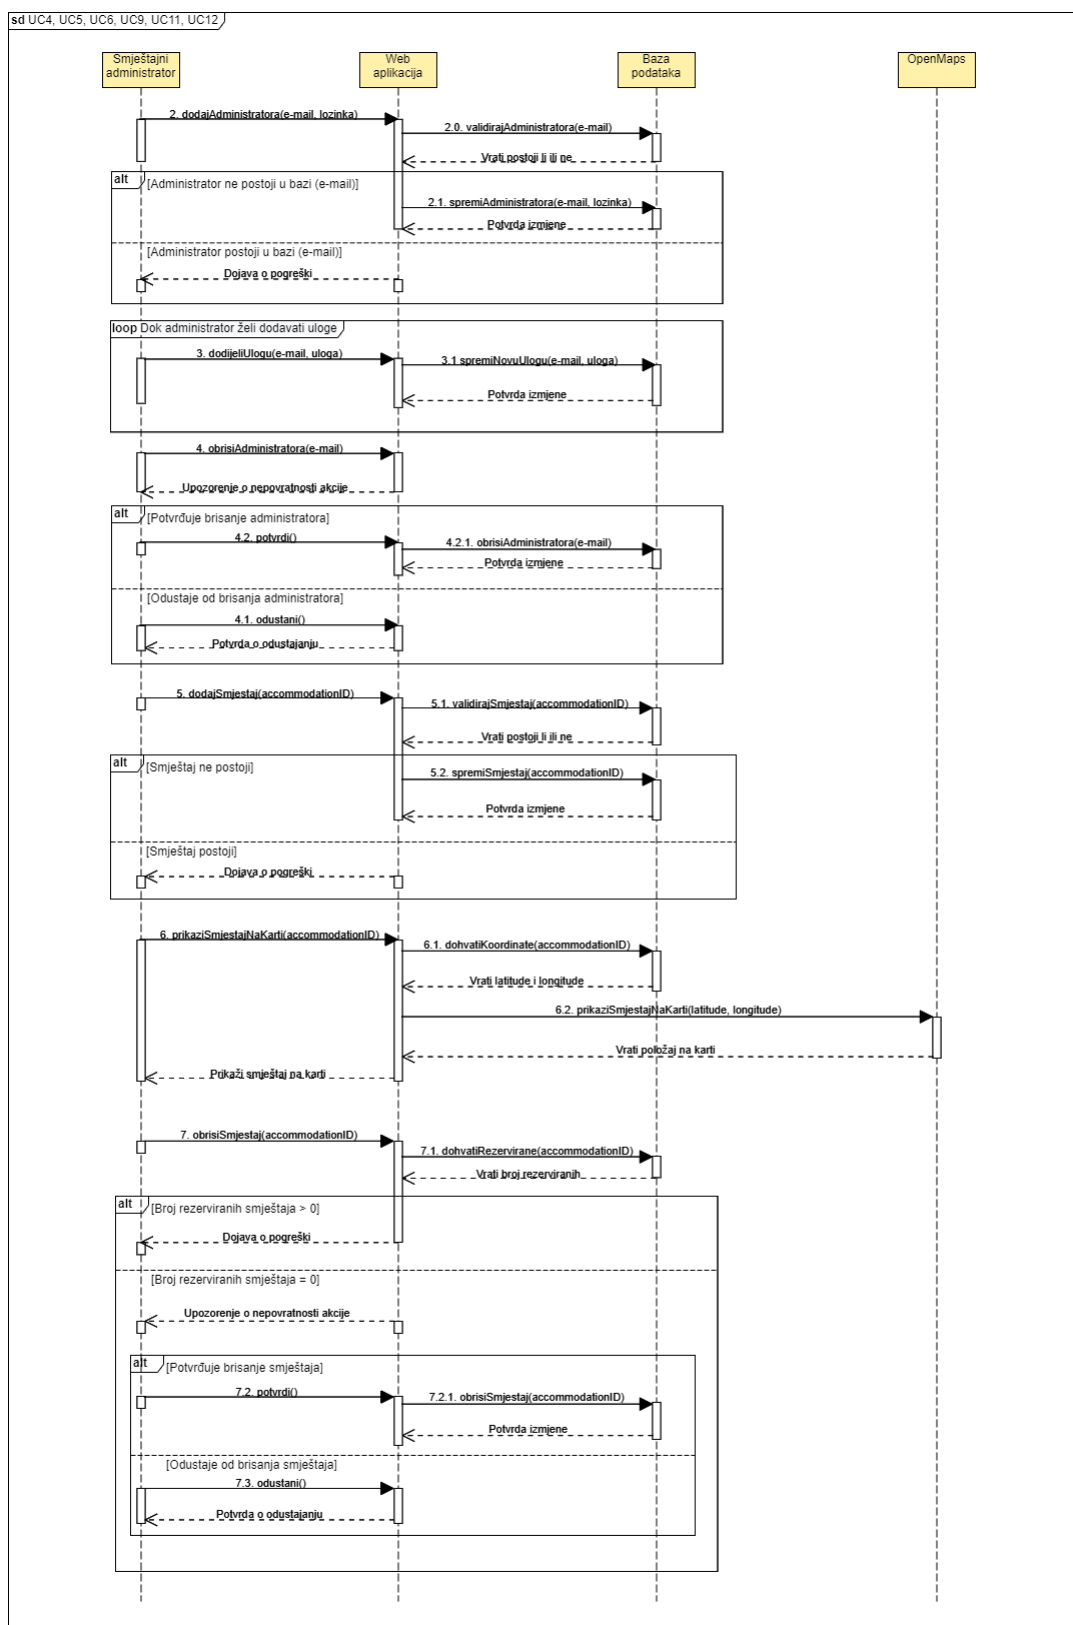 sd UC4, UC5, UC6, UC9, UC11, UC12
Smještajni
administrator
Web
aplikacija
Baza
podataka
OpenMaps
2. dodajAdministratora(e-mail, lozinka)
2.0. validirajAdministratora(e-mail)
Vrati postoji li ili ne
alt
[Administrator ne postoji u bazi (e-mail)]
2.1. spremiAdministratora(e-mail, lozinka)
Potvrda izmjene
[Administrator postoji u bazi (e-mail)]
Dojava o pogreški
loop Dok administrator želi dodavati uloge
3. dodijeliUlogu(e-mail, uloga)
3.1 spremiNovuUlogu(e-mail, uloga)
Potvrda izmjene
4. obrisiAdministratora(e-mail)
Upozorenje o nepovratnosti akcije
alt
[Potvrđuje brisanje administratora]
4.2. potvrdi()
4.2.1. obrisiAdministratora(e-mail)
Potvrda izmjene
[Odustaje od brisanja administratora]
4.1. odustani()
Potvrda o odustajanju
5. dodajSmjestaj(accommodationID)
5.1. validirajSmjestaj(accommodationID)
Vrati postoji li ili ne
alt
[Smještaj ne postoji]
5.2. spremiSmjestaj(accommodationID)
Potvrda izmjene
[Smještaj postoji]
Dojava o pogreški
6. prikaziSmjestajNaKarti(accommodationID)
6.1. dohvatiKoordinate(accommodationID)
Vrati latitude i longitude
6.2. prikaziSmjestajNaKarti(latitude, longitude)
Vrati položaj na karti
Prikaži smještaj na karti
7. obrisiSmjestaj(accommodationID)
7.1. dohvatiRezervirane(accommodationID)
Vrati broj rezerviranih
alt
[Broj rezerviranih smještaja > 0]
Dojava o pogreški
[Broj rezerviranih smještaja = 0]
Upozorenje o nepovratnosti akcije
alt
[Potvrđuje brisanje smještaja]
7.2. potvrdi()
7.2.1. obrisiSmjestaj(accommodationID)
Potvrda izmjene
[Odustaje od brisanja smještaja]
7.3. odustani()
Potvrda o odustajanju